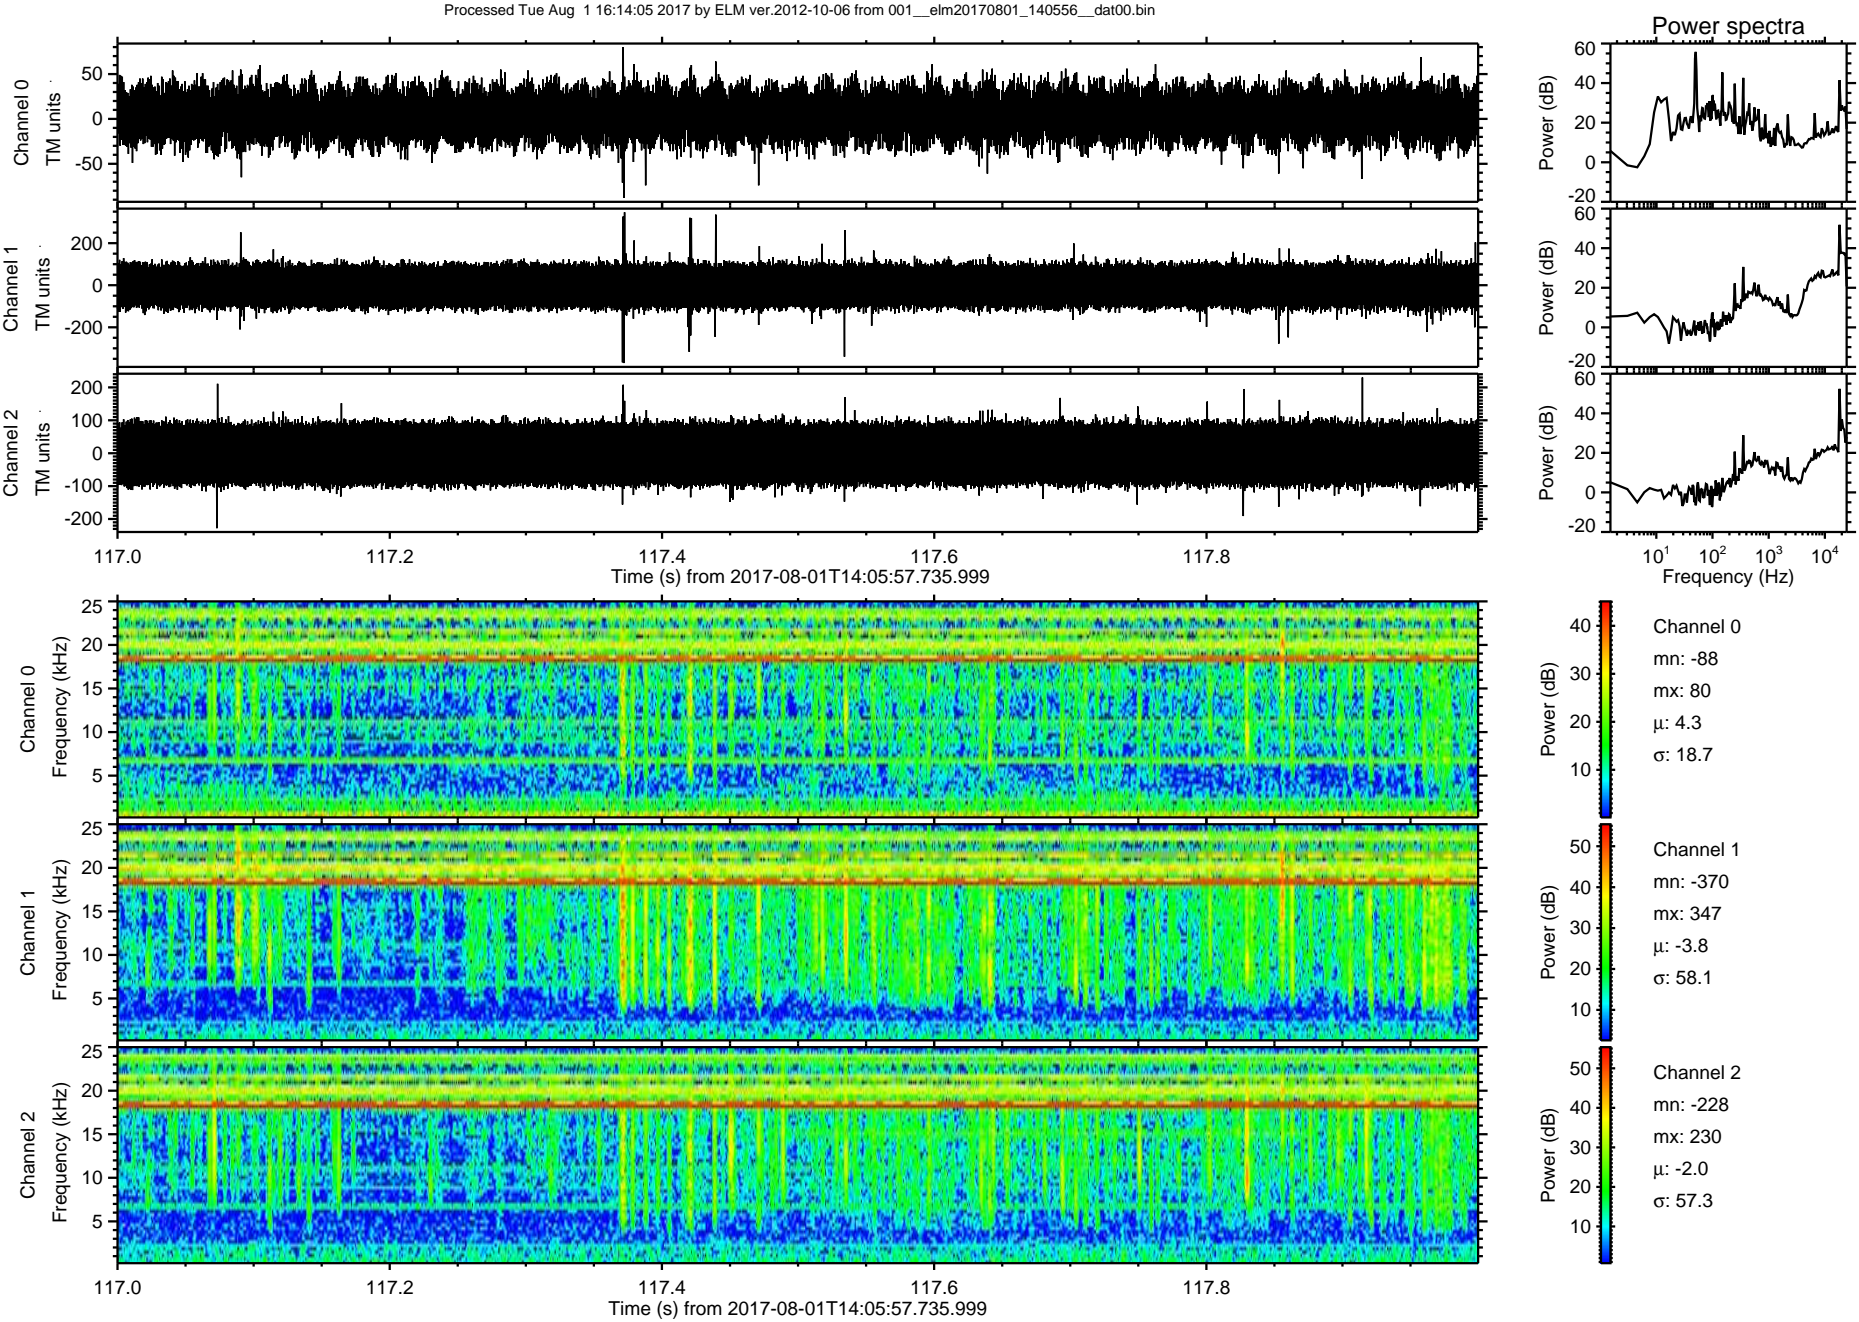 Processed Tue Aug  1 16:14:05 2017 by ELM ver.2012-10-06 from 001__elm20170801_140556__dat00.bin
Power spectra
Channel 0
TM units
50
0
-50
Power (dB)
60
40
20
0
-20
Channel 1
TM units
200
0
-200
Power (dB)
60
40
20
0
-20
Channel 2
TM units
200
100
0
-100
-200
Power (dB)
60
40
20
0
-20
117.0 117.2 117.4 117.6 117.8
Time (s) from 2017-08-01T14:05:57.735.999
10^1 10^2 10^3 10^4
Frequency (Hz)
Channel 0
Frequency (kHz)
25
20
15
10
5
Power (dB)
40
30
20
10
Channel 0
mn: -88
mx: 80
μ: 4.3
σ: 18.7
Channel 1
Frequency (kHz)
25
20
15
10
5
Power (dB)
50
40
30
20
10
Channel 1
mn: -370
mx: 347
μ: -3.8
σ: 58.1
Channel 2
Frequency (kHz)
25
20
15
10
5
Power (dB)
50
40
30
20
10
Channel 2
mn: -228
mx: 230
μ: -2.0
σ: 57.3
117.0 117.2 117.4 117.6 117.8
Time (s) from 2017-08-01T14:05:57.735.999